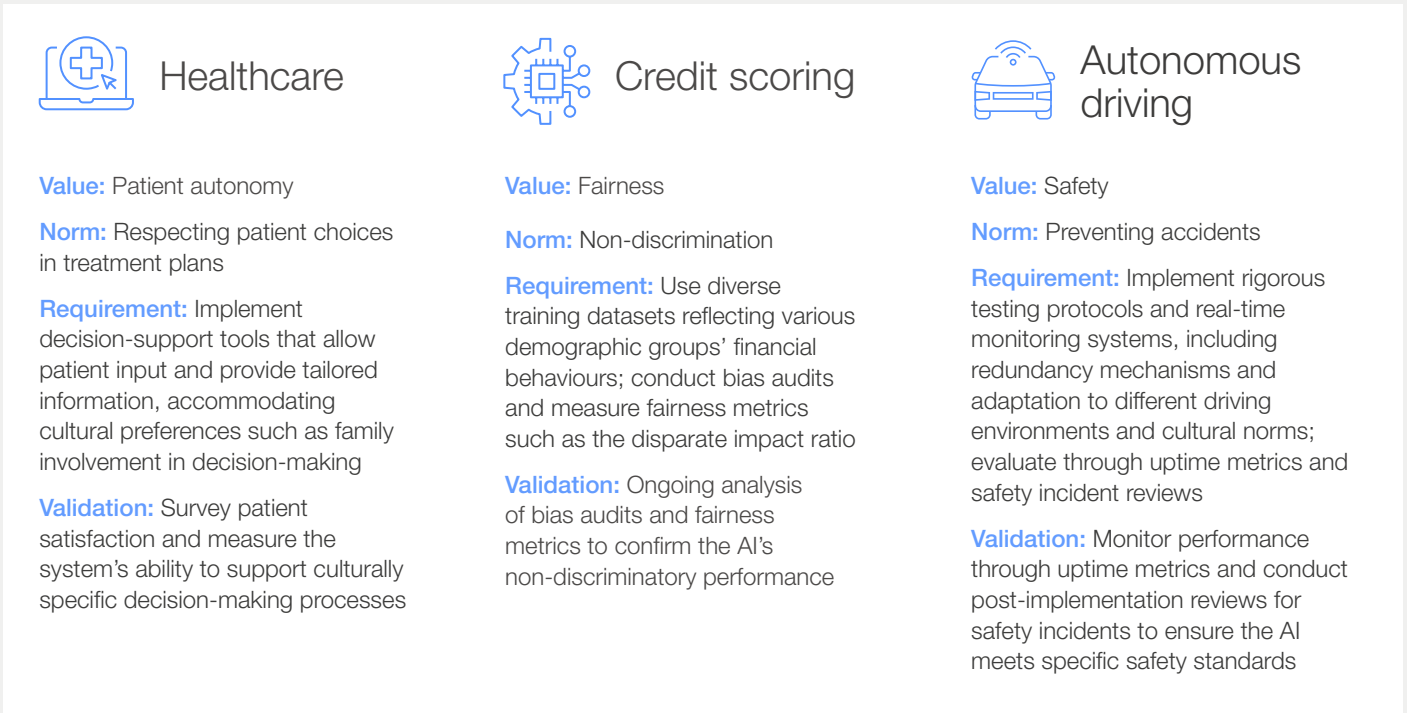 Healthcare
Value: Patient autonomy
Norm: Respecting patient choices
in treatment plans
Requirement: Implement
decision-support tools that allow
patient input and provide tailored
information, accommodating
cultural preferences such as family
involvement in decision-making
Validation: Survey patient
satisfaction and measure the
system’s ability to support culturally
specific decision-making processes
Credit scoring
Value: Fairness
Norm: Non-discrimination
Requirement: Use diverse
training datasets reflecting various
demographic groups’ financial
behaviours; conduct bias audits
and measure fairness metrics
such as the disparate impact ratio
Validation: Ongoing analysis
of bias audits and fairness
metrics to confirm the AI’s
non-discriminatory performance
Autonomous
driving
Value: Safety
Norm: Preventing accidents
Requirement: Implement rigorous
testing protocols and real-time
monitoring systems, including
redundancy mechanisms and
adaptation to different driving
environments and cultural norms;
evaluate through uptime metrics and
safety incident reviews
Validation: Monitor performance
through uptime metrics and conduct
post-implementation reviews for
safety incidents to ensure the AI
meets specific safety standards